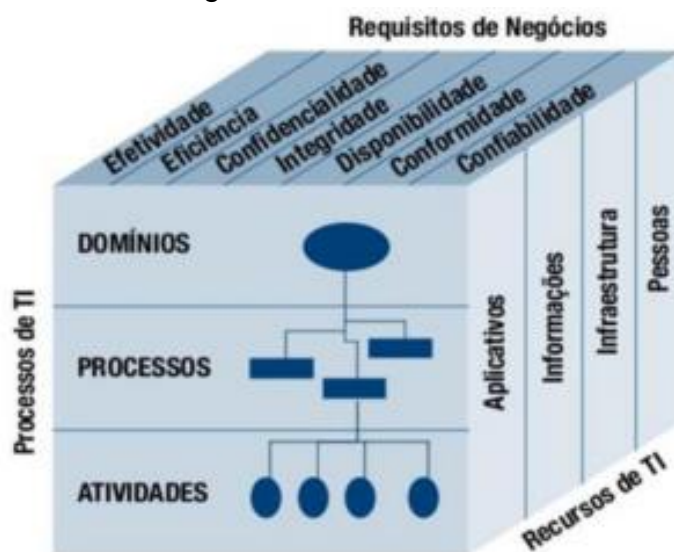 Requisitos de Negócios
Efetividade
Eficiência
Confidencialidade
Integridade
Disponibilidade
Conformidade
Confiabilidade
Processos de TI
DOMÍNIOS
PROCESSOS
ATIVIDADES
Aplicativos
Informações
Infraestrutura
Pessoas
Recursos de TI